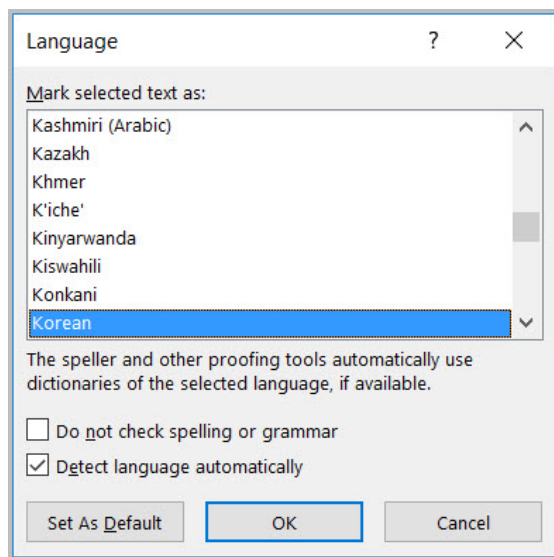 Language
?
Mark selected text as:
Kashmiri (Arabic)
Kazakh
Khmer
K'iche'
Kinyarwanda
Kiswahili
Konkani
Korean
The speller and other proofing tools automatically use
dictionaries of the selected language, if available.
Do not check spelling or grammar
Detect language automatically
Set As Default
OK
Cancel